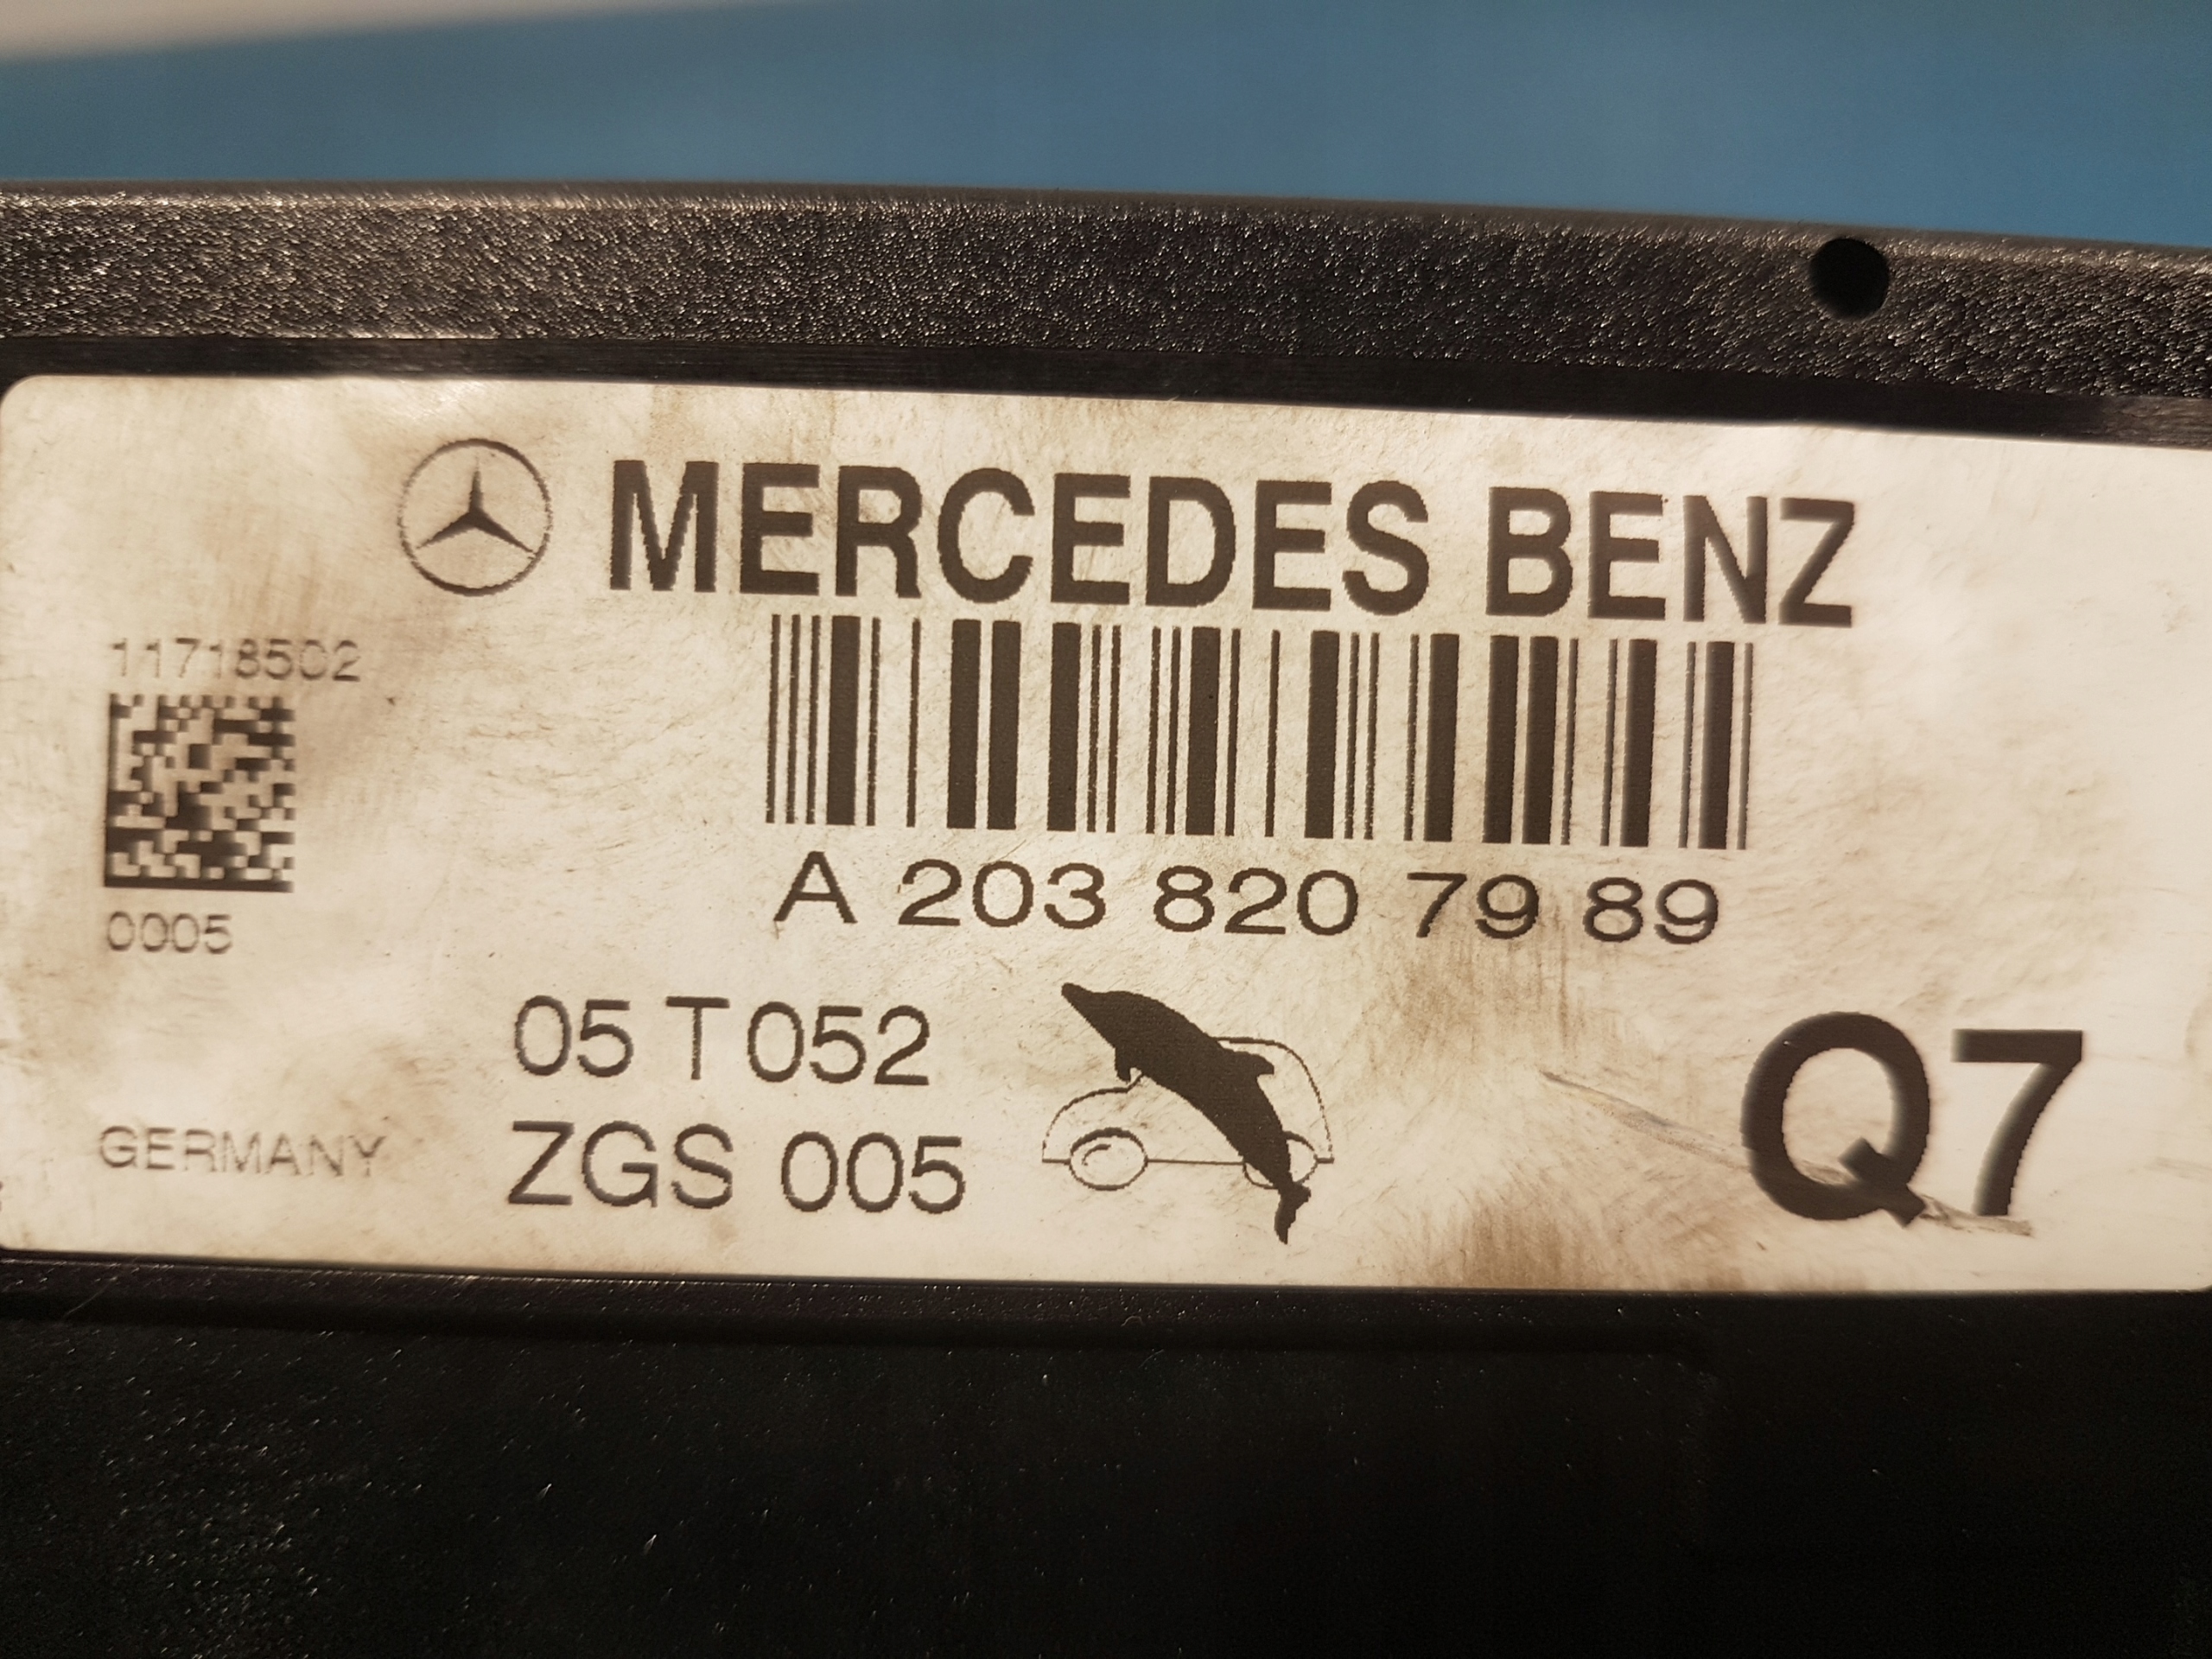 MERCEDES BENZ
11718502
A 203 820 79 89
0005
05 T 052
ZGS 005
Q7
GERMANY